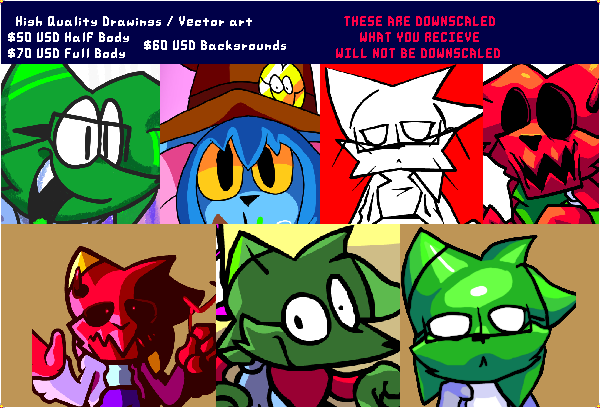 High Quality Drawings / Vector art
$50 USD Half Body
$70 USD Full Body
$60 USD Backgrounds
THESE ARE DOWNSCALED
WHAT YOU RECIEVE
WILL NOT BE DOWNSCALED